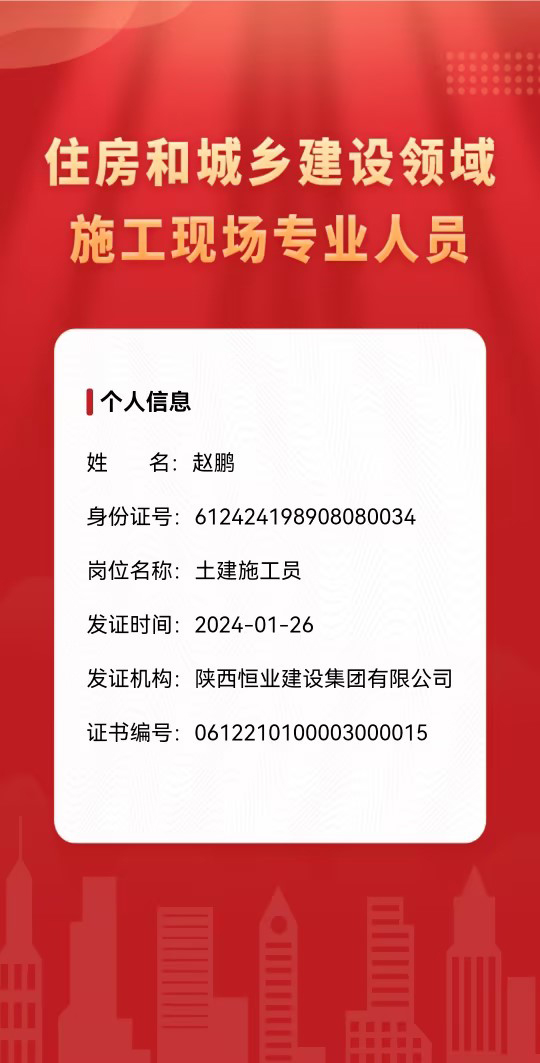 住房和城乡建设领域
施工现场专业人员
个人信息
姓 名：赵鹏
身份证号：612424198908080034
岗位名称：土建施工员
发证时间：2024-01-26
发证机构：陕西恒业建设集团有限公司
证书编号：0612210100003000015